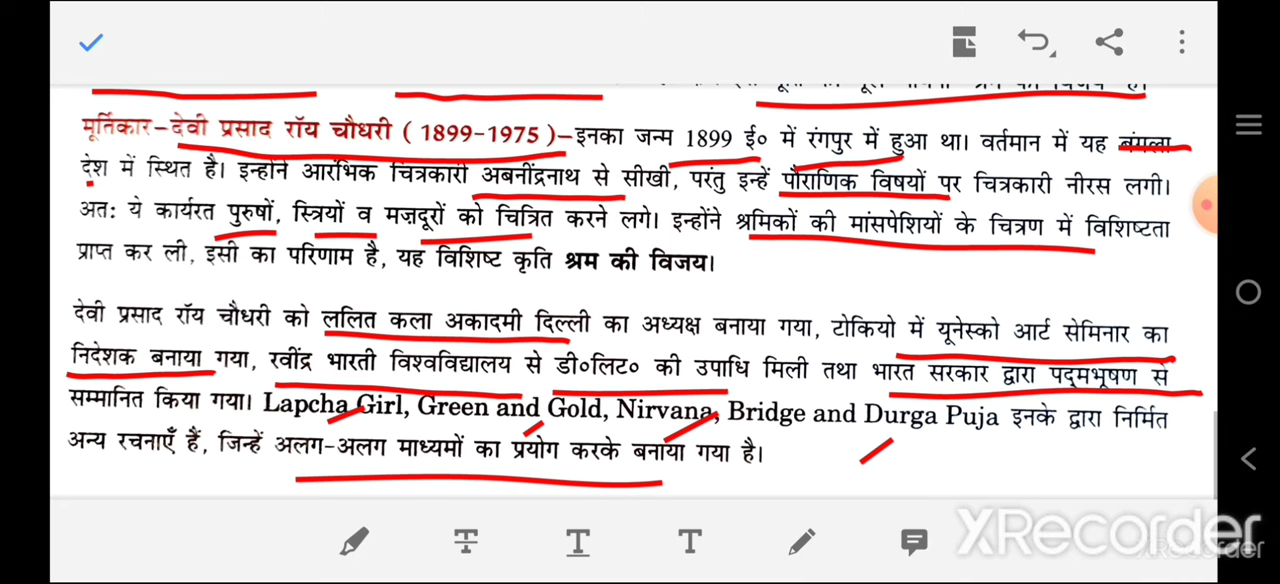 मूर्तिकार-देवी प्रसाद रॉय चौधरी ( 1899-1975 )-इनका जन्म 1899 ई० में रंगपुर में हुआ था। वर्तमान में यह बंगला
देश में स्थित है। इन्होंने आरंभिक चित्रकारी अबनींद्रनाथ से सीखी, परंतु इन्हें पौराणिक विषयों पर चित्रकारी नीरस लगी।
अतः ये कार्यरत पुरुषों, स्त्रियों व मज़दूरों को चित्रित करने लगे। इन्होंने श्रमिकों की मांसपेशियों के चित्रण में विशिष्टता
प्राप्त कर ली, इसी का परिणाम है, यह विशिष्ट कृति श्रम की विजय।
देवी प्रसाद रॉय चौधरी को ललित कला अकादमी दिल्ली का अध्यक्ष बनाया गया, टोकियो में यूनेस्को आर्ट सेमिनार का
निदेशक बनाया गया, रवींद्र भारती विश्वविद्यालय से डी०लिट० की उपाधि मिली तथा भारत सरकार द्वारा पद्मभूषण से
सम्मानित किया गया। Lapcha Girl, Green and Gold, Nirvana, Bridge and Durga Puja इनके द्वारा निर्मित
अन्य रचनाएँ हैं, जिन्हें अलग-अलग माध्यमों का प्रयोग करके बनाया गया है।
T T T
XRecorder